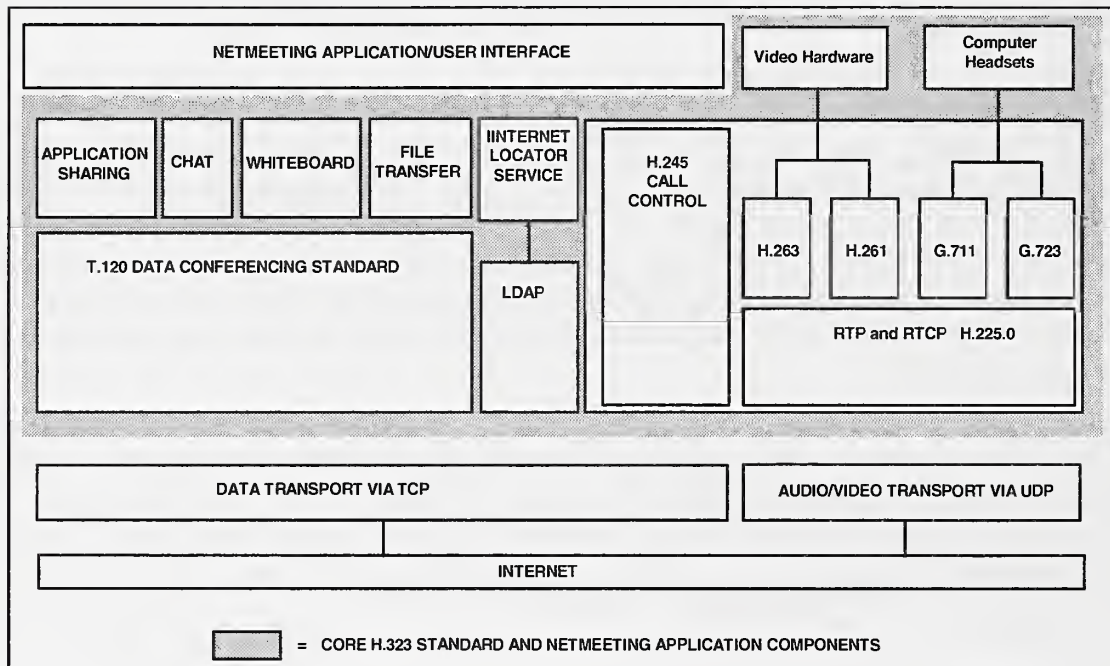 NETMEETING APPLICATION/USER INTERFACE
Video Hardware
Computer
Headsets
APPLICATION
SHARING
CHAT
WHITEBOARD
FILE
TRANSFER
IINTERNET
LOCATOR
SERVICE
H.245
CALL
CONTROL
H.263
H.261
G.711
G.723
T.120 DATA CONFERENCING STANDARD
LDAP
RTP and RTCP H.225.0
DATA TRANSPORT VIA TCP
AUDIO/VIDEO TRANSPORT VIA UDP
INTERNET
= CORE H.323 STANDARD AND NETMEETING APPLICATION COMPONENTS